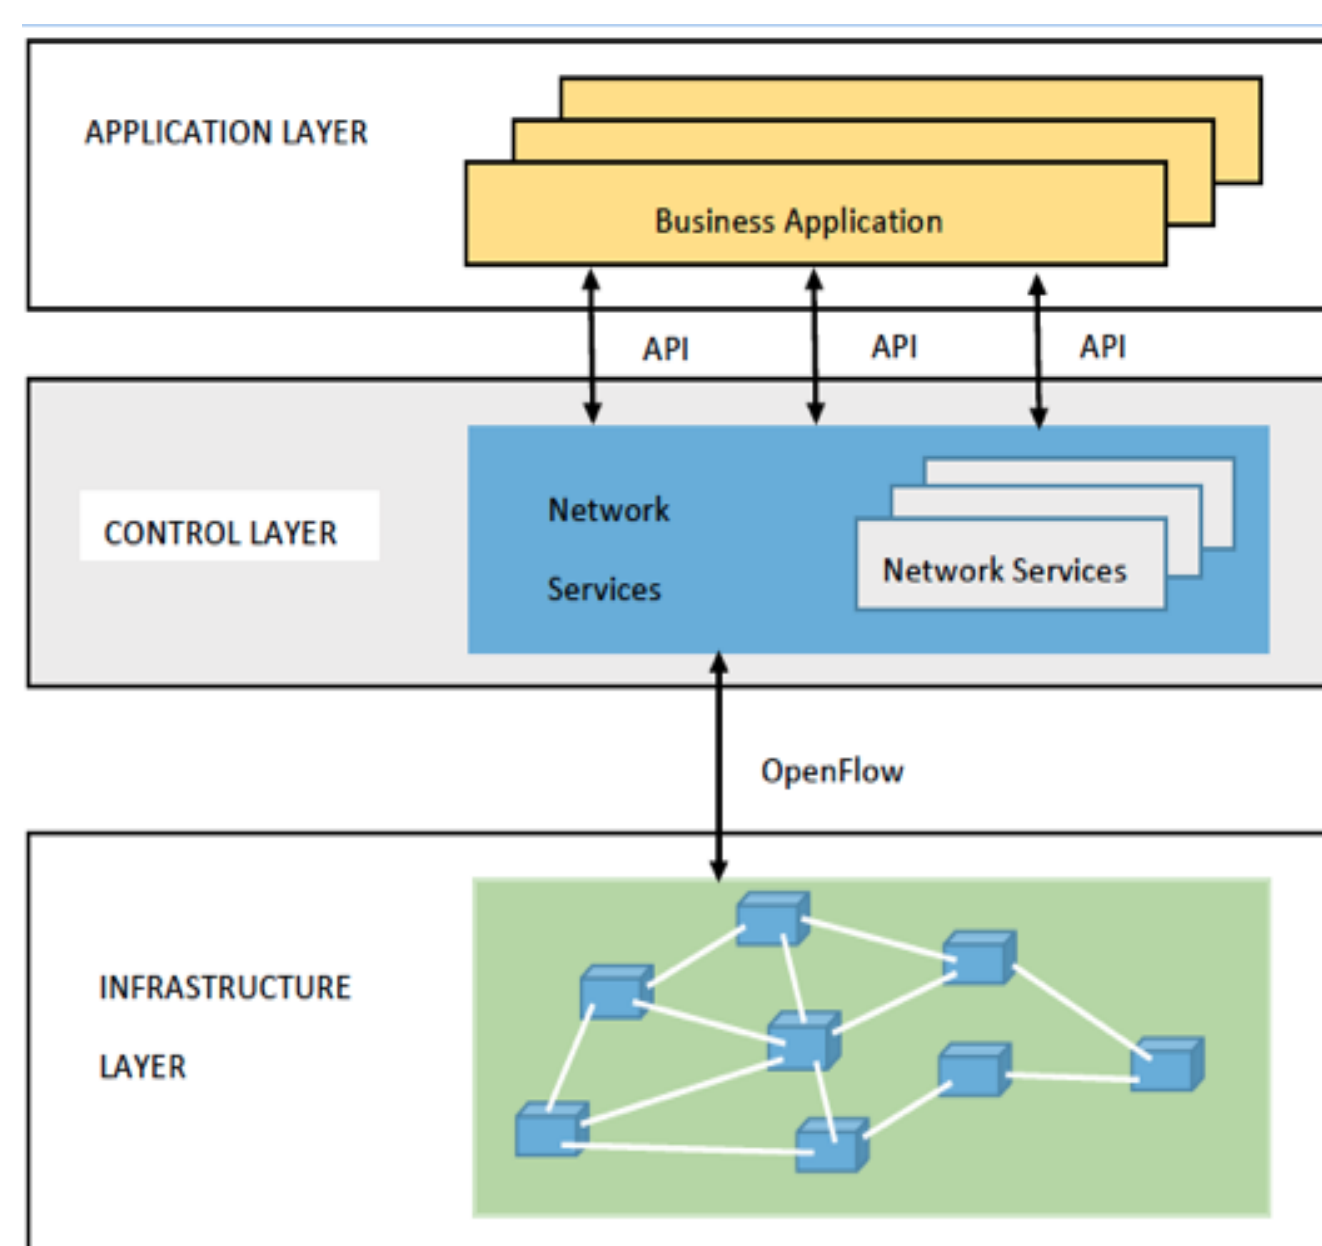 APPLICATION LAYER
Business Application
API
API
API
CONTROL LAYER
Network
Services
Network Services
OpenFlow
INFRASTRUCTURE
LAYER